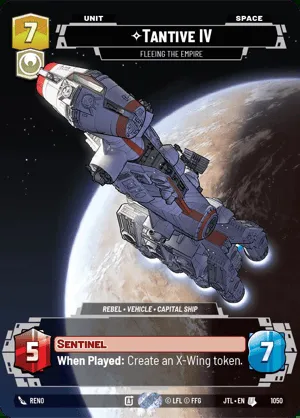 UNIT
SPACE
7
✧TANTIVE IV
FLEEING THE EMPIRE
REBEL • VEHICLE • CAPITAL SHIP
5
SENTINEL
When Played: Create an X-Wing token.
7
RENO
© LFL © FFG
JTL • EN
1050